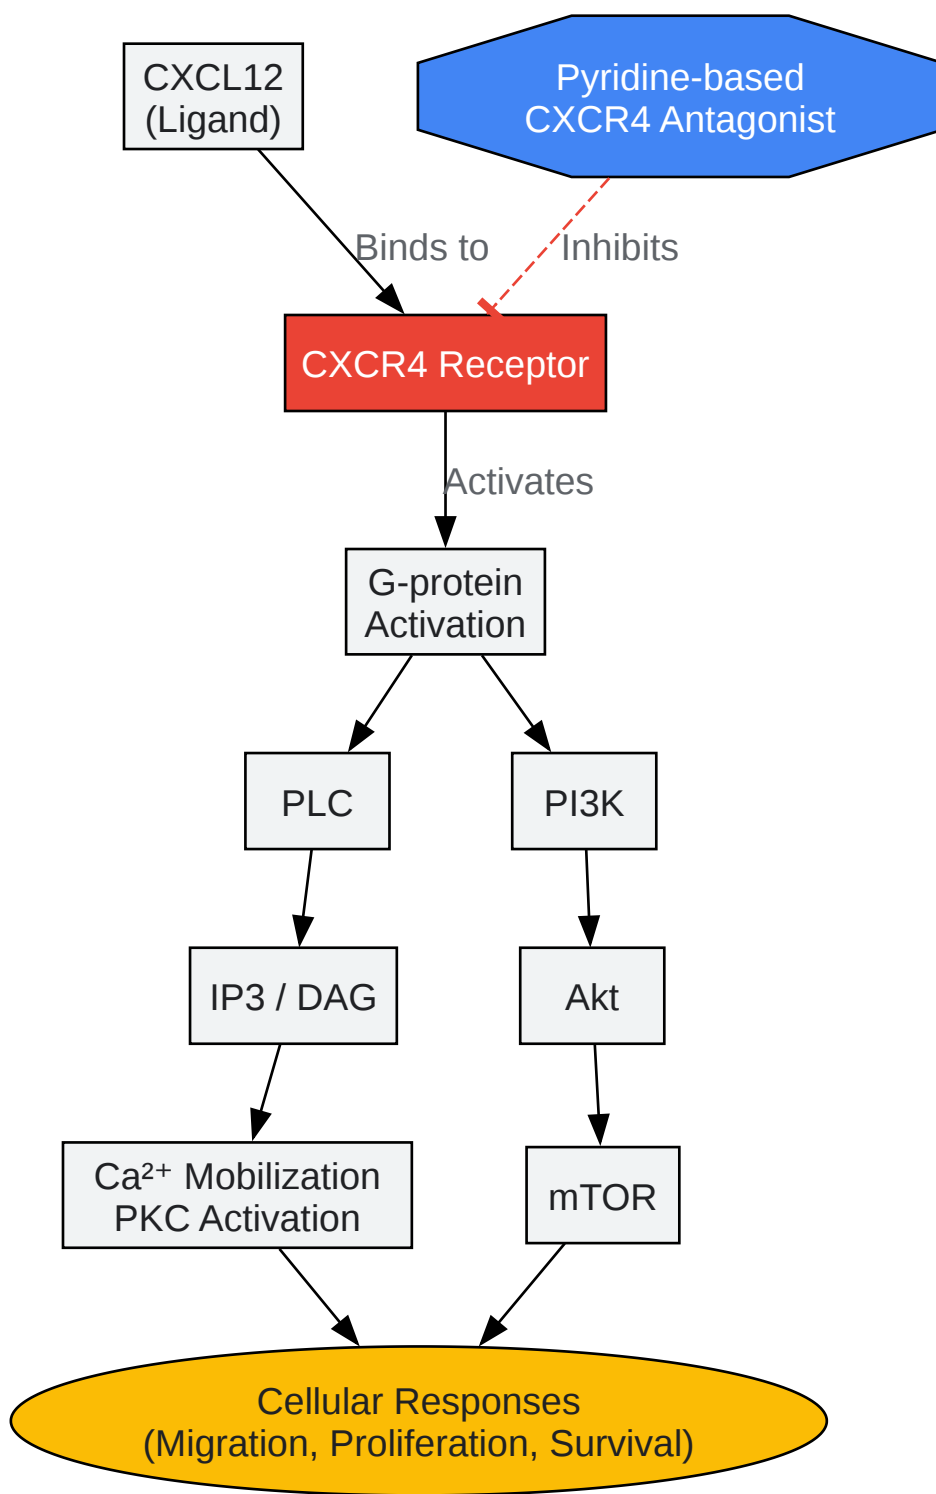 CXCL12
(Ligand)
Pyridine-based
CXCR4 Antagonist
Binds to
Inhibits
CXCR4 Receptor
Activates
G-protein
Activation
PLC
PI3K
IP3 / DAG
Akt
Ca²⁺ Mobilization
PKC Activation
mTOR
Cellular Responses
(Migration, Proliferation, Survival)